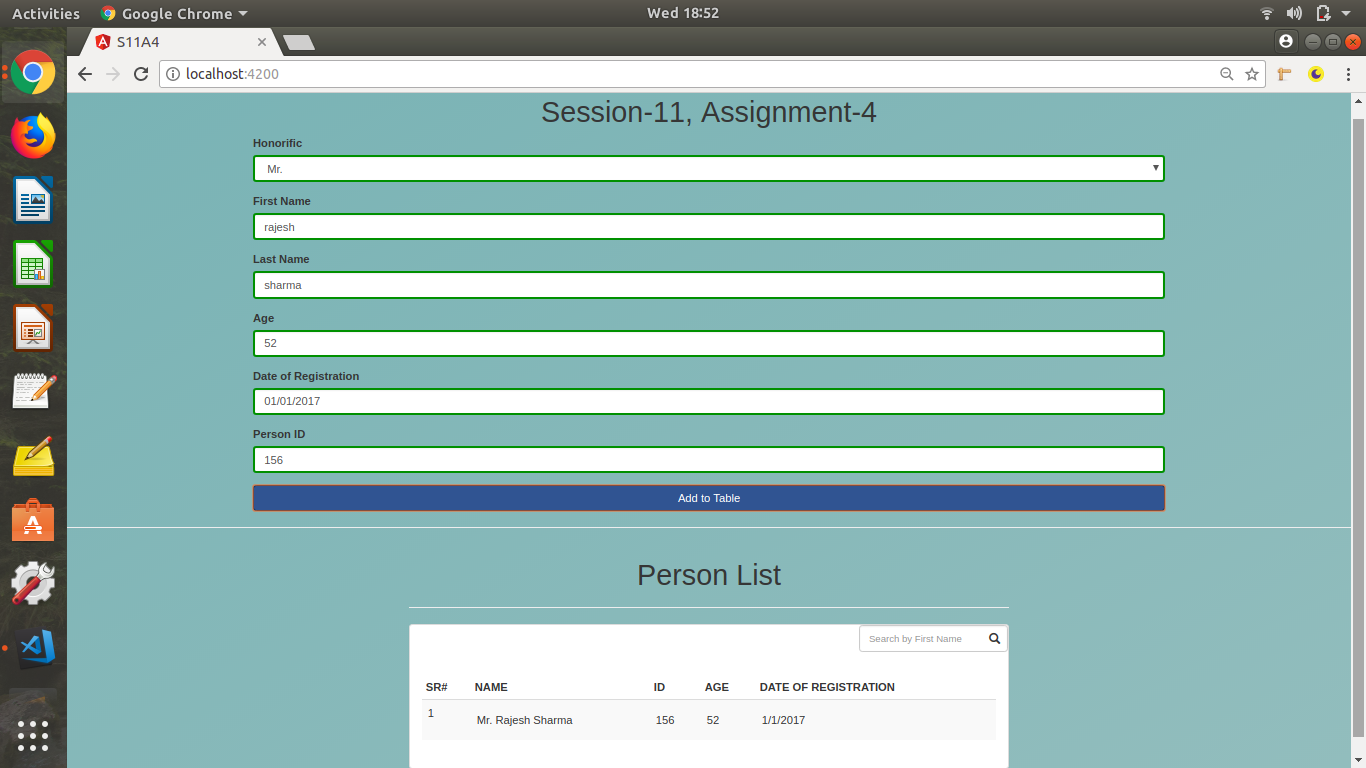 Activities Google Chrome Wed 18:52
S11A4
localhost:4200
Session-11, Assignment-4
Honorific
Mr.
First Name
rajesh
Last Name
sharma
Age
52
Date of Registration
01/01/2017
Person ID
156
Add to Table
Person List
Search by First Name
SR# NAME ID AGE DATE OF REGISTRATION
1 Mr. Rajesh Sharma 156 52 1/1/2017